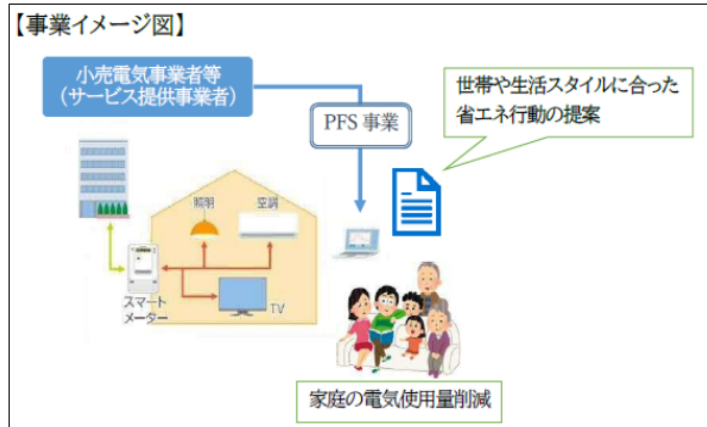 【事業イメージ図】
小売電気事業者等
（サービス提供事業者）
PFS 事業
世帯や生活スタイルに合った
省エネ行動の提案
照明
空調
スマート
メーター
TV
家庭の電気使用量削減